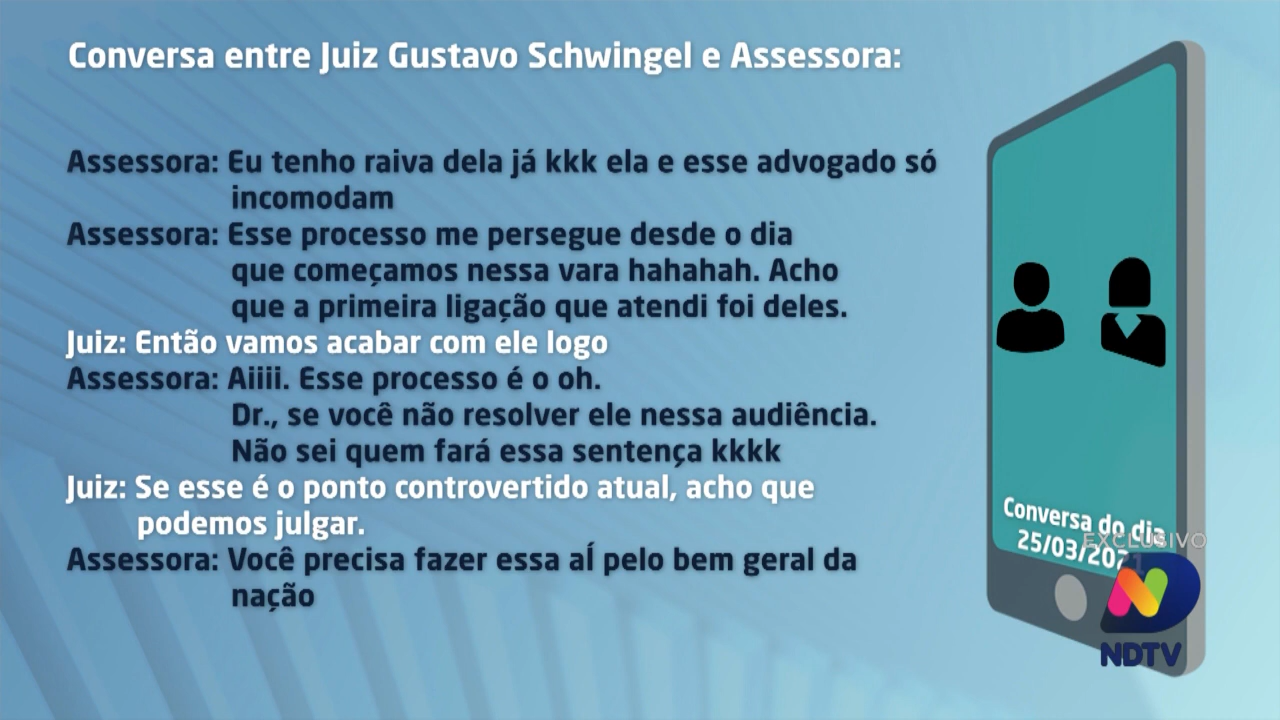 Conversa entre Juiz Gustavo Schwingel e Assessora:
Assessora: Eu tenho raiva dela já kkk ela e esse advogado só
incomodam
Assessora: Esse processo me persegue desde o dia
que começamos nessa vara hahahah. Acho
que a primeira ligação que atendi foi deles.
Juiz: Então vamos acabar com ele logo
Assessora: Aiiii. Esse processo é o oh.
Dr., se você não resolver ele nessa audiência.
Não sei quem fará essa sentença kkkk
Juiz: Se esse é o ponto controvertido atual, acho que
podemos julgar.
Assessora: Você precisa fazer essa aÍ pelo bem geral da
nação
Conversa do dia
25/03/2021
EXCLUSIVO
NDTV